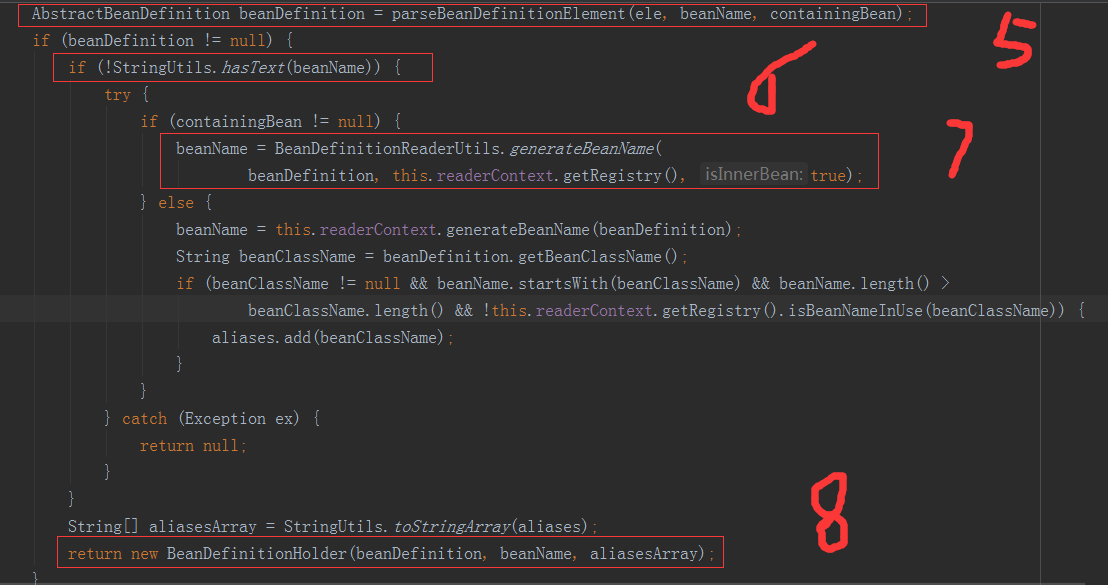 AbstractBeanDefinition beanDefinition = parseBeanDefinitionElement(ele, beanName, containingBean); 5
if (beanDefinition != null) {
if (!StringUtils.hasText(beanName)) { 6
try {
if (containingBean != null) {
beanName = BeanDefinitionReaderUtils.generateBeanName( 7
beanDefinition, this.readerContext.getRegistry(), isInnerBean: true);
} else {
beanName = this.readerContext.generateBeanName(beanDefinition);
String beanClassName = beanDefinition.getBeanClassName();
if (beanClassName != null && beanName.startsWith(beanClassName) && beanName.length() >
beanClassName.length() && !this.readerContext.getRegistry().isBeanNameInUse(beanClassName)) {
aliases.add(beanClassName);
}
}
} catch (Exception ex) {
return null;
}
}
String[] aliasesArray = StringUtils.toStringArray(aliases); 8
return new BeanDefinitionHolder(beanDefinition, beanName, aliasesArray);
}